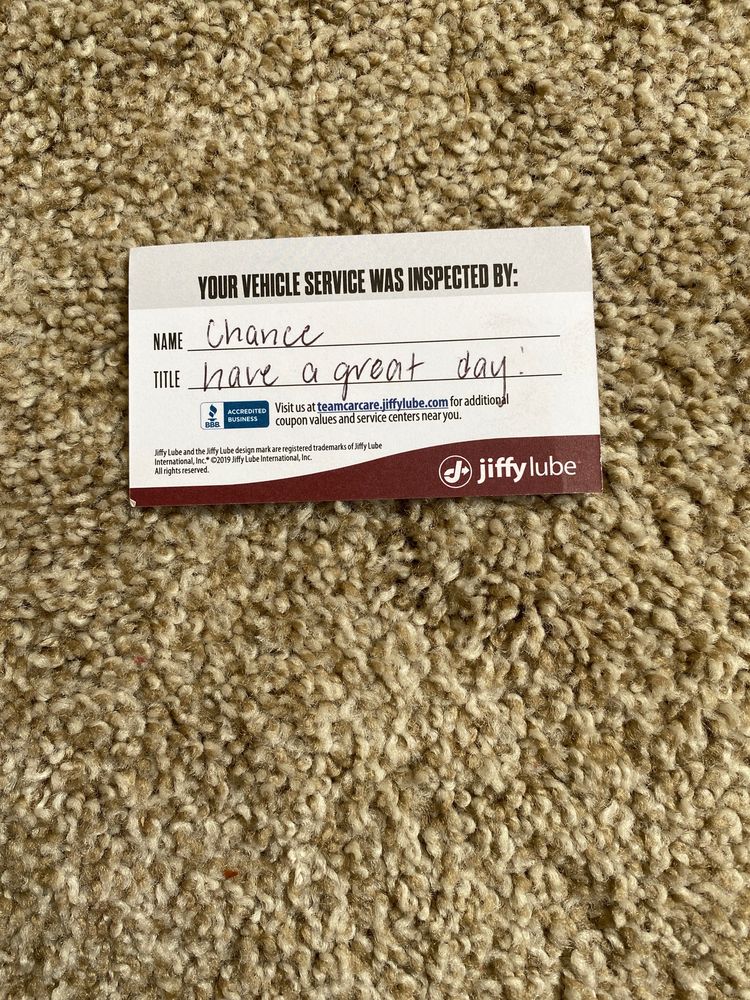 YOUR VEHICLE SERVICE WAS INSPECTED BY:
NAME Chance
TITLE have a great day!
BBB. ACCREDITED BUSINESS
Visit us at teamcarcare.jiffylube.com for additional
coupon values and service centers near you.
Jiffy Lube and the Jiffy Lube design mark are registered trademarks of Jiffy Lube
International, Inc.® ©2019 Jiffy Lube International, Inc.
All rights reserved.
jiffy lube